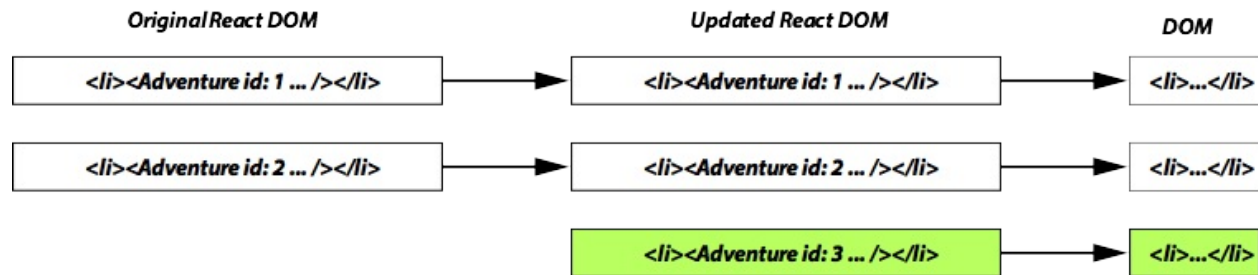 Original React DOM Updated React DOM DOM
<li><Adventure id: 1 ... /></li> <li><Adventure id: 1 ... /></li> <li>...</li>
<li><Adventure id: 2 ... /></li> <li><Adventure id: 2 ... /></li> <li>...</li>
<li><Adventure id: 3 ... /></li> <li>...</li>